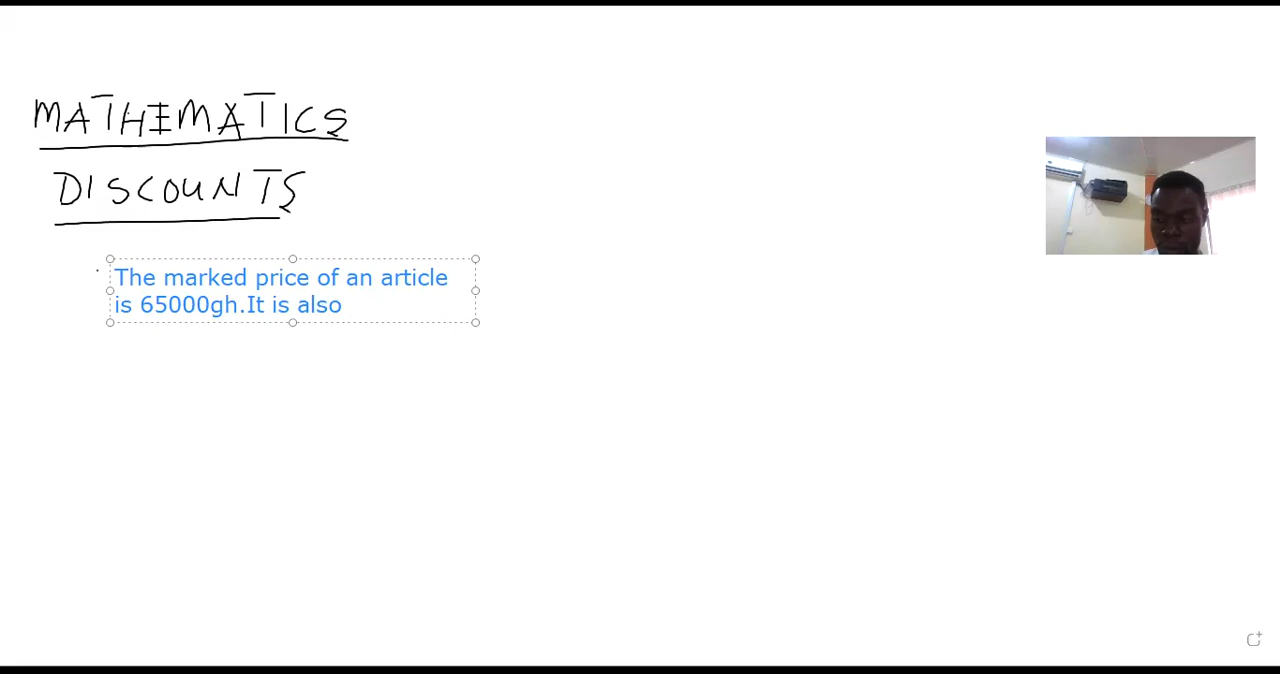 MATHEMATICS
DISCOUNTS
The marked price of an article
is 65000gh.It is also